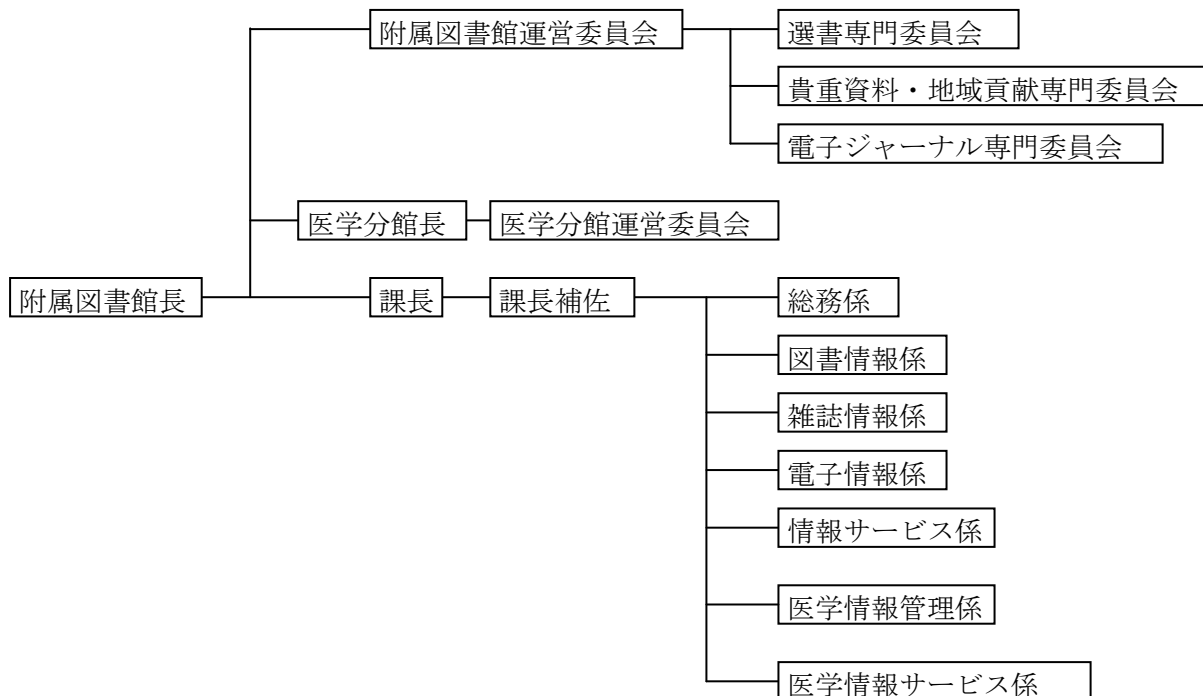 附属図書館運営委員会
選書専門委員会
貴重資料・地域貢献専門委員会
電子ジャーナル専門委員会
医学分館長
医学分館運営委員会
附属図書館長
課長
課長補佐
総務係
図書情報係
雑誌情報係
電子情報係
情報サービス係
医学情報管理係
医学情報サービス係